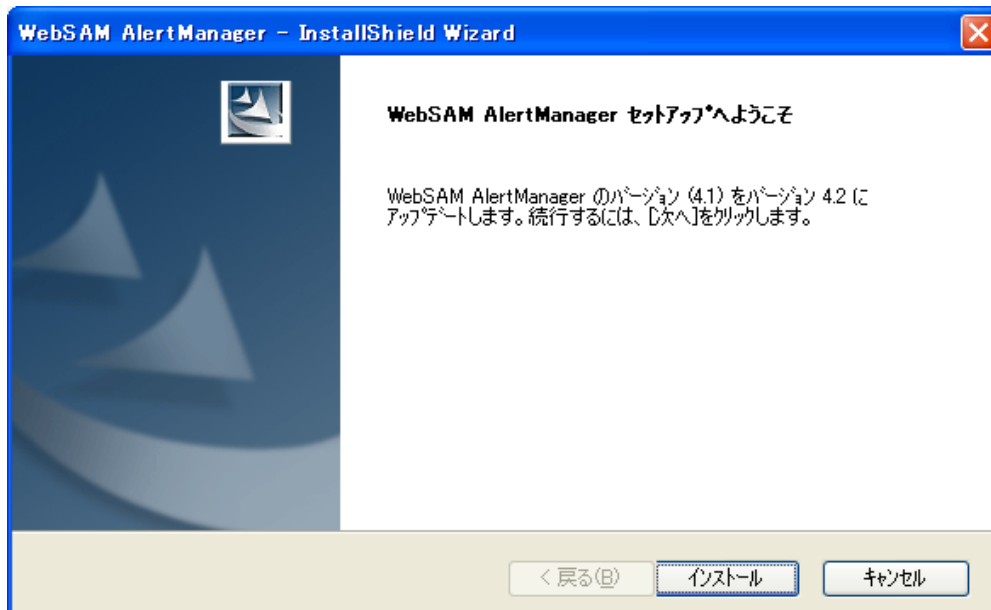 WebSAM AlertManager - InstallShield Wizard
WebSAM AlertManager ｾｯﾄｱｯﾌﾟへようこそ
WebSAM AlertManager のﾊﾞｰｼﾞｮﾝ (4.1) をﾊﾞｰｼﾞｮﾝ 4.2 に
ｱｯﾌﾟﾃﾞｰﾄします。続行するには、[次へ]をｸﾘｯｸします。
< 戻る(B)
ｲﾝｽﾄｰﾙ
ｷｬﾝｾﾙ